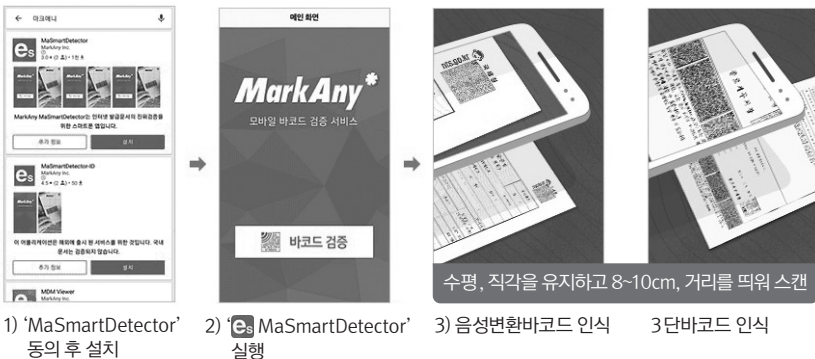 마크애니
MaSmartDetector
MarkAny Inc.
MarkAny MaSmartDetector는 인터넷 발급문서의 진위검증을
위한 스마트폰 앱입니다.
추가 정보
설치
MaSmartDetector-ID
MarkAny Inc.
이 어플리케이션은 해외에 출시 된 서비스를 위한 것입니다. 국내
문서는 검증되지 않습니다.
추가 정보
설치
MDM Viewer
MarkAny Inc.
메인 화면
MarkAny
모바일 바코드 검증 서비스
바코드 검증
nts.go.kr
국세청
수평, 직각을 유지하고 8~10cm, 거리를 띄워 스캔
1) ‘MaSmartDetector’
동의 후 설치
2) ‘es MaSmartDetector’
실행
3) 음성변환바코드 인식
3단바코드 인식